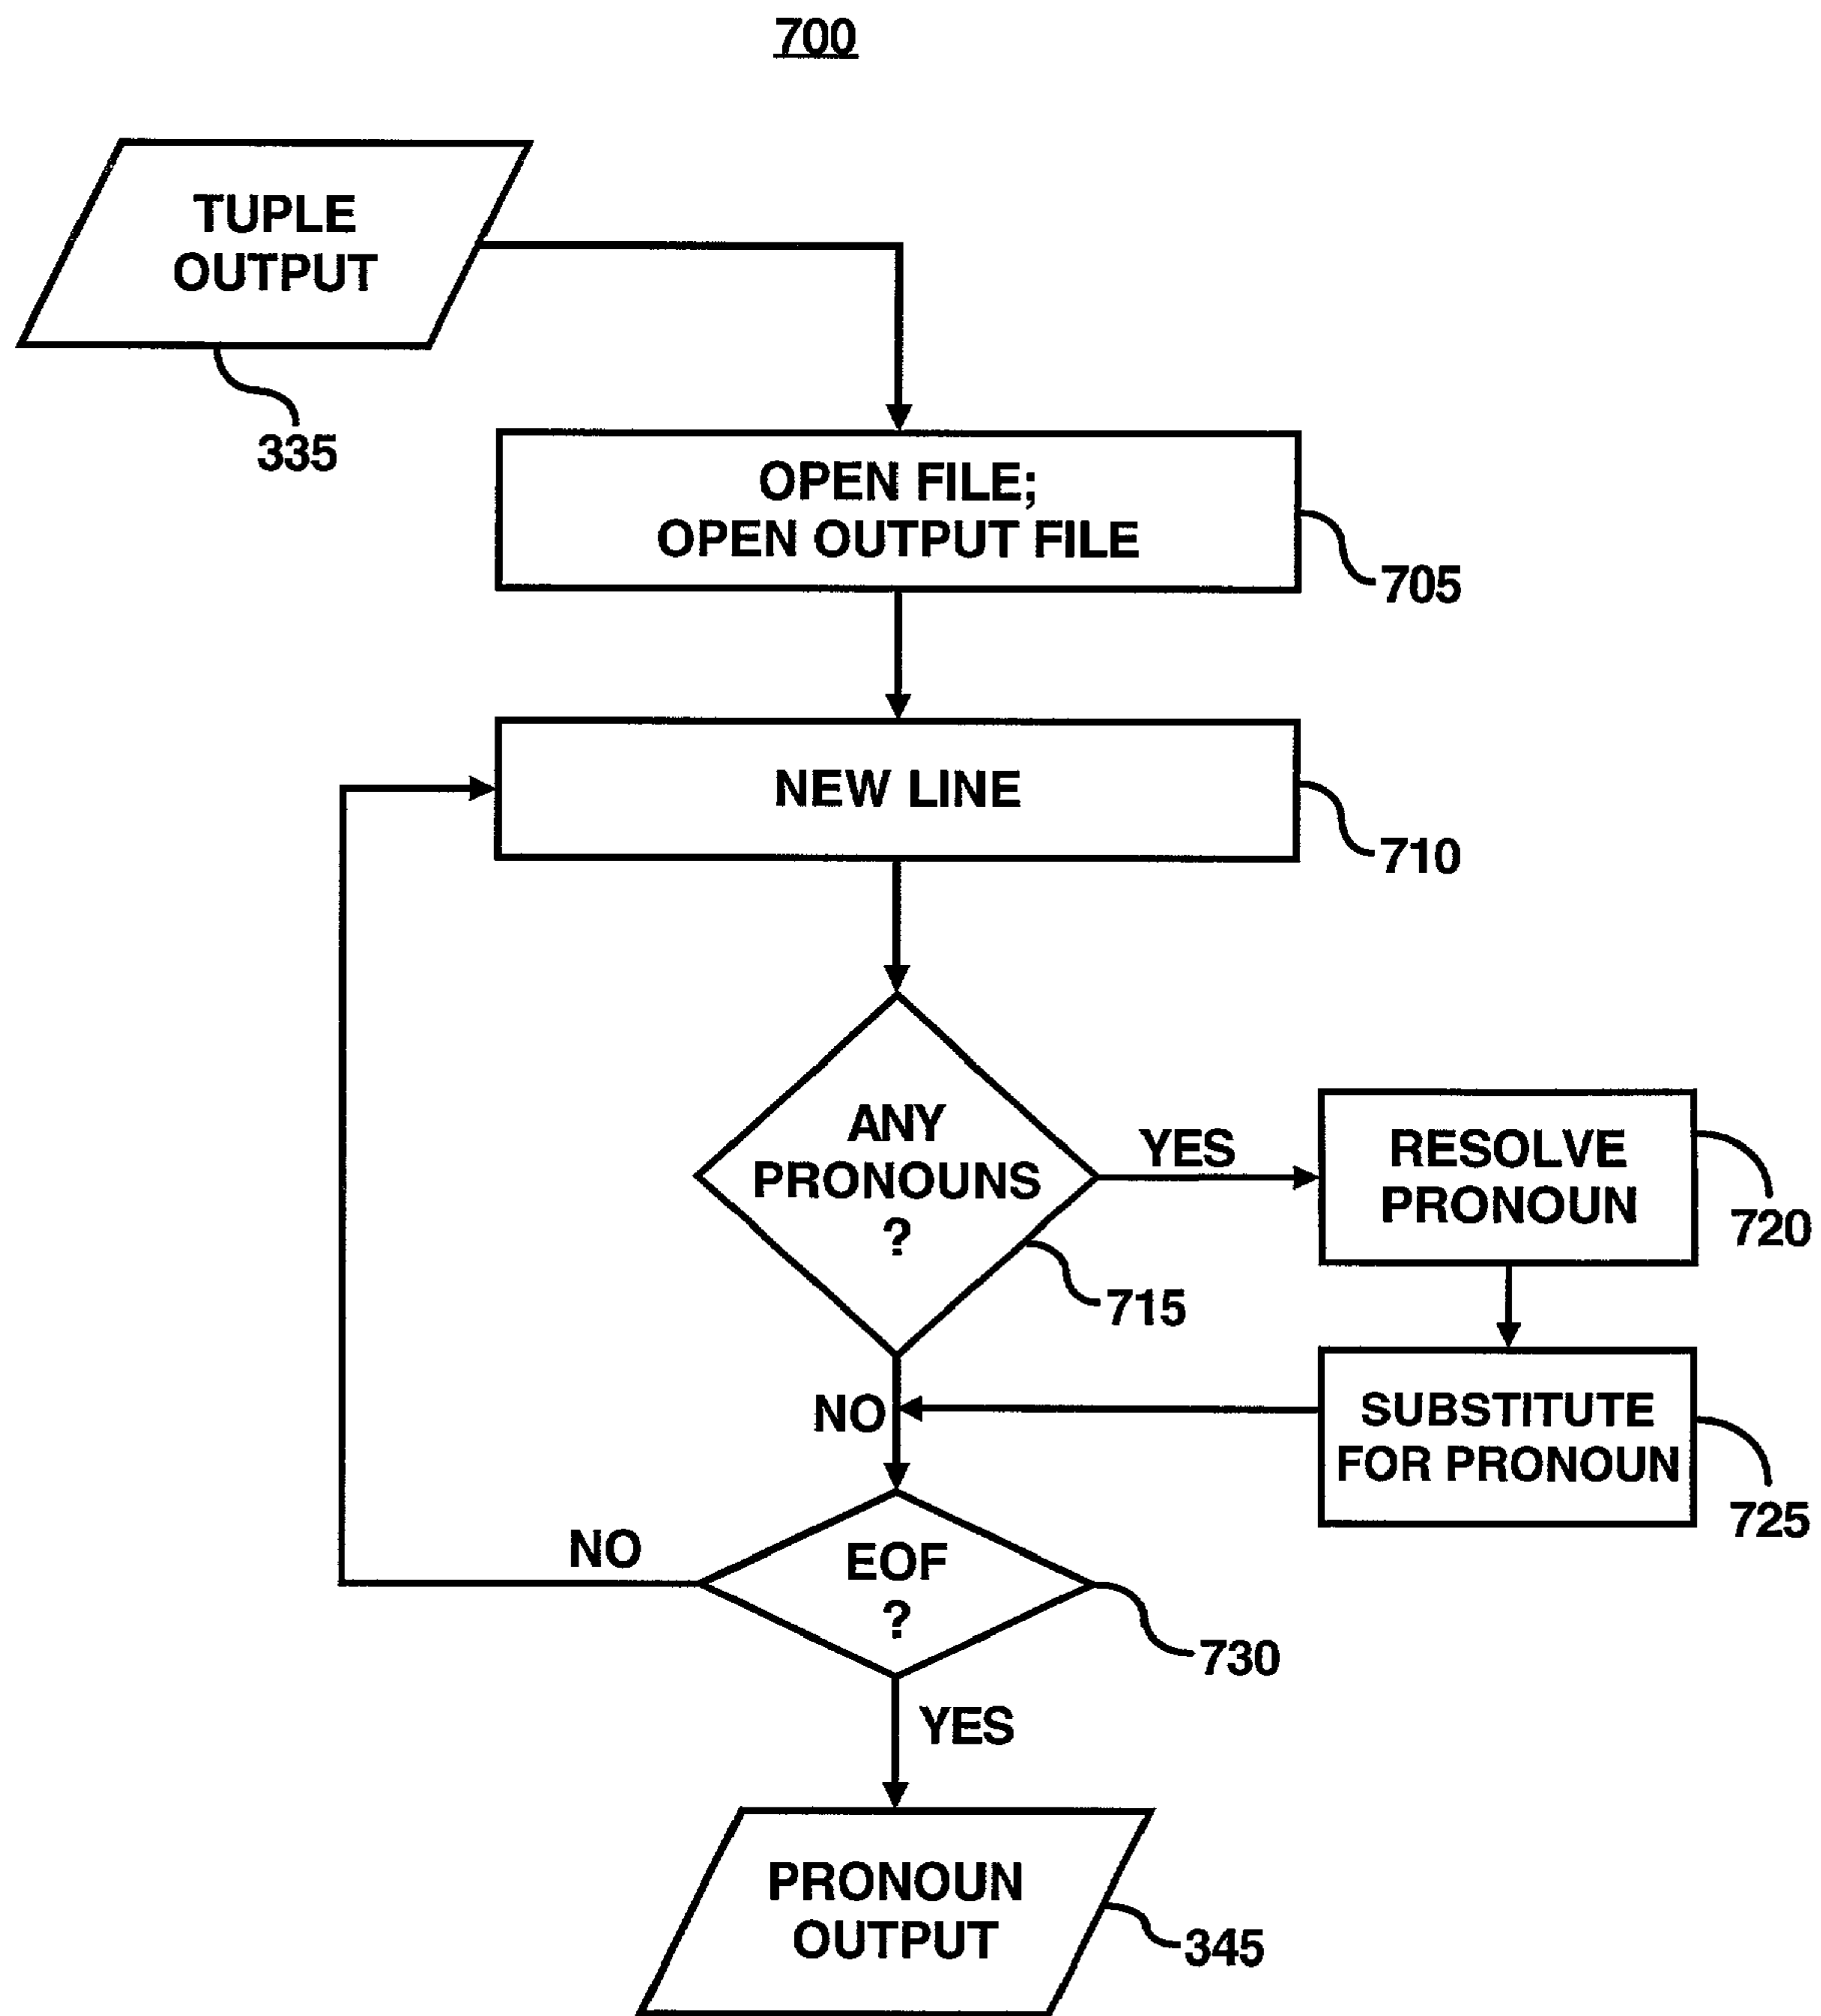 700
TUPLE
OUTPUT
335
OPEN FILE;
OPEN OUTPUT FILE
705
NEW LINE
710
ANY
PRONOUNS
?
715
YES
RESOLVE
PRONOUN
720
NO
SUBSTITUTE
FOR PRONOUN
725
NO
EOF
?
730
YES
PRONOUN
OUTPUT
345